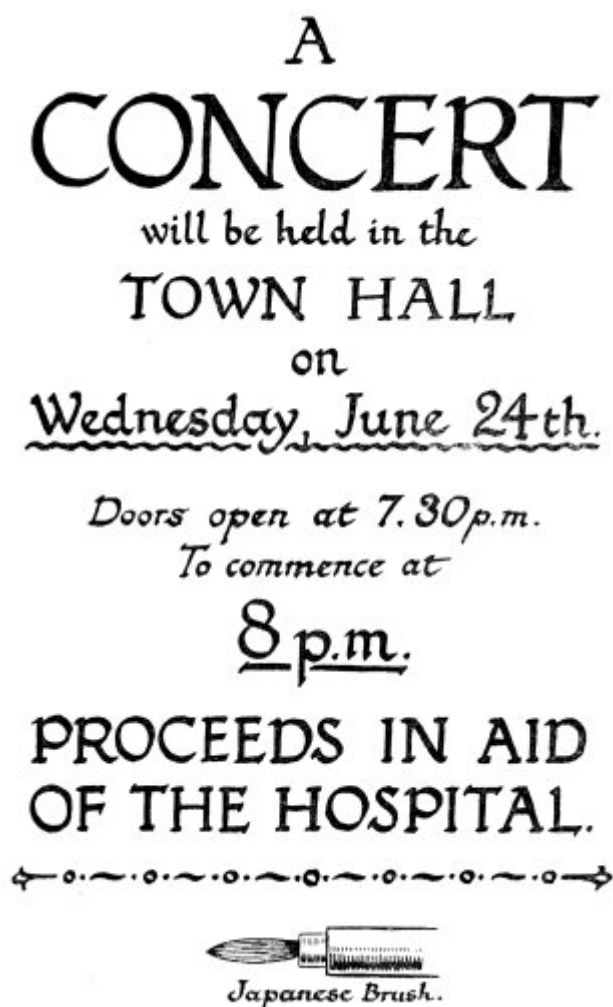 A
CONCERT
will be held in the
TOWN HALL
on
Wednesday, June 24th.
Doors open at 7.30p.m.
To commence at
8 p.m.
PROCEEDS IN AID
OF THE HOSPITAL.
Japanese Brush.